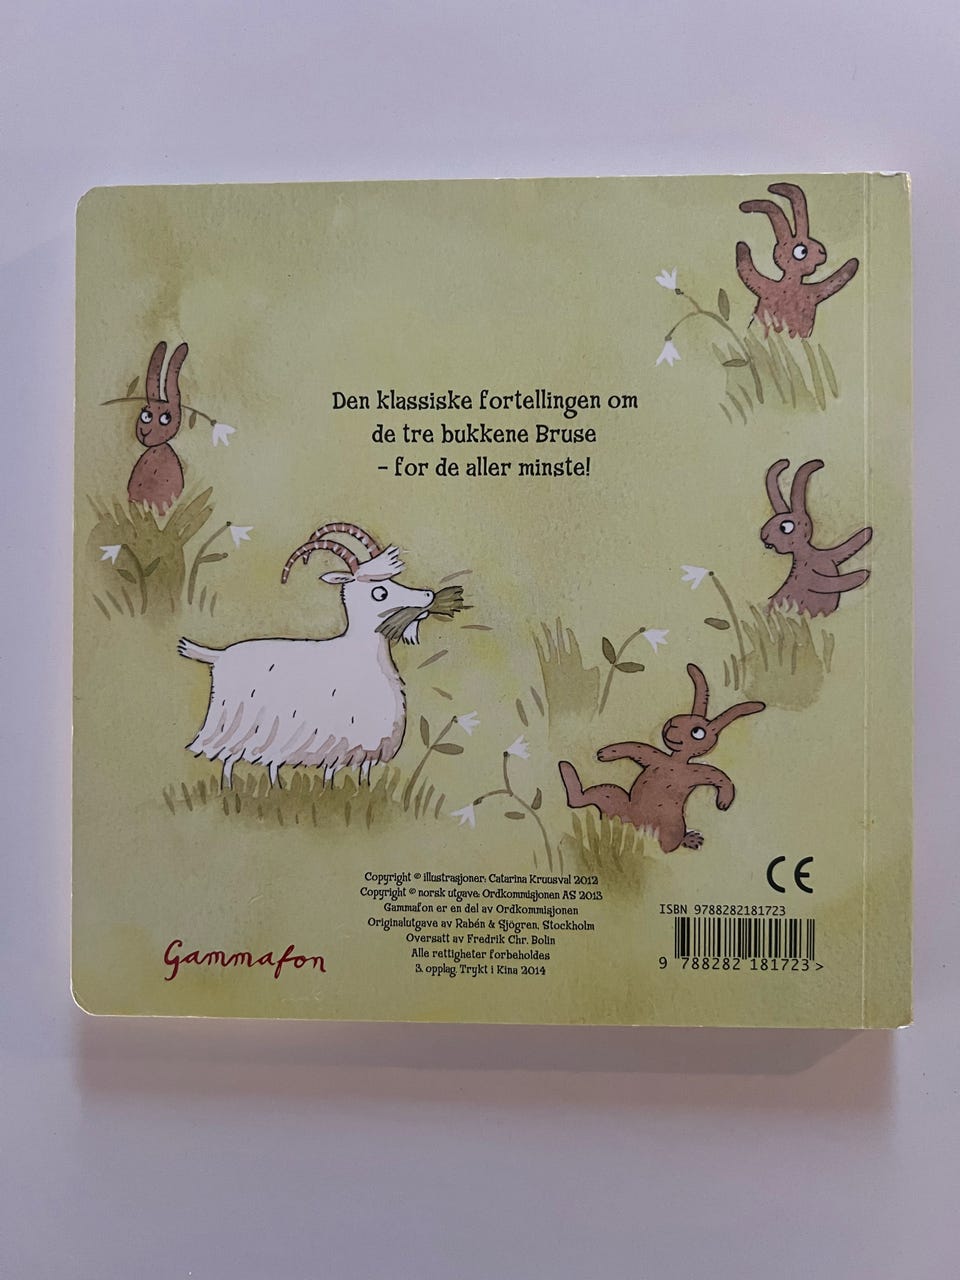 Den klassiske fortellingen om
de tre bukkene Bruse
– for de aller minste!
Copyright © illustrasjoner: Catarina Kruusval 2012
Copyright © norsk utgave: Ordkommisjonen AS 2013
Gammafon er en del av Ordkommisjonen
Originalutgave av Rabén & Sjögren, Stockholm
Oversatt av Fredrik Chr. Bolin
Alle rettigheter forbeholdes
3. opplag. Trykt i Kina 2014
Gammafon
CE
ISBN 9788282181723
9 788282 181723 >